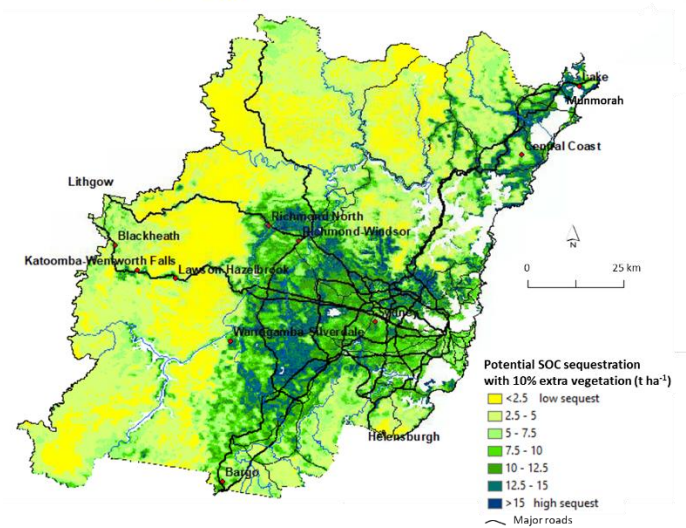 Lake
Munmorah
Central Coast
Lithgow
Richmond North
Richmond-Windsor
Blackheath
Katoomba-Wentworth Falls
Lawson-Hazelbrook
N
0 25 km
Sydney
Warragamba-Silverdale
Potential SOC sequestration
with 10% extra vegetation (t ha⁻¹)
<2.5 low sequest
2.5 - 5
5 - 7.5
7.5 - 10
10 - 12.5
12.5 - 15
>15 high sequest
Major roads
Helensburgh
Bargo